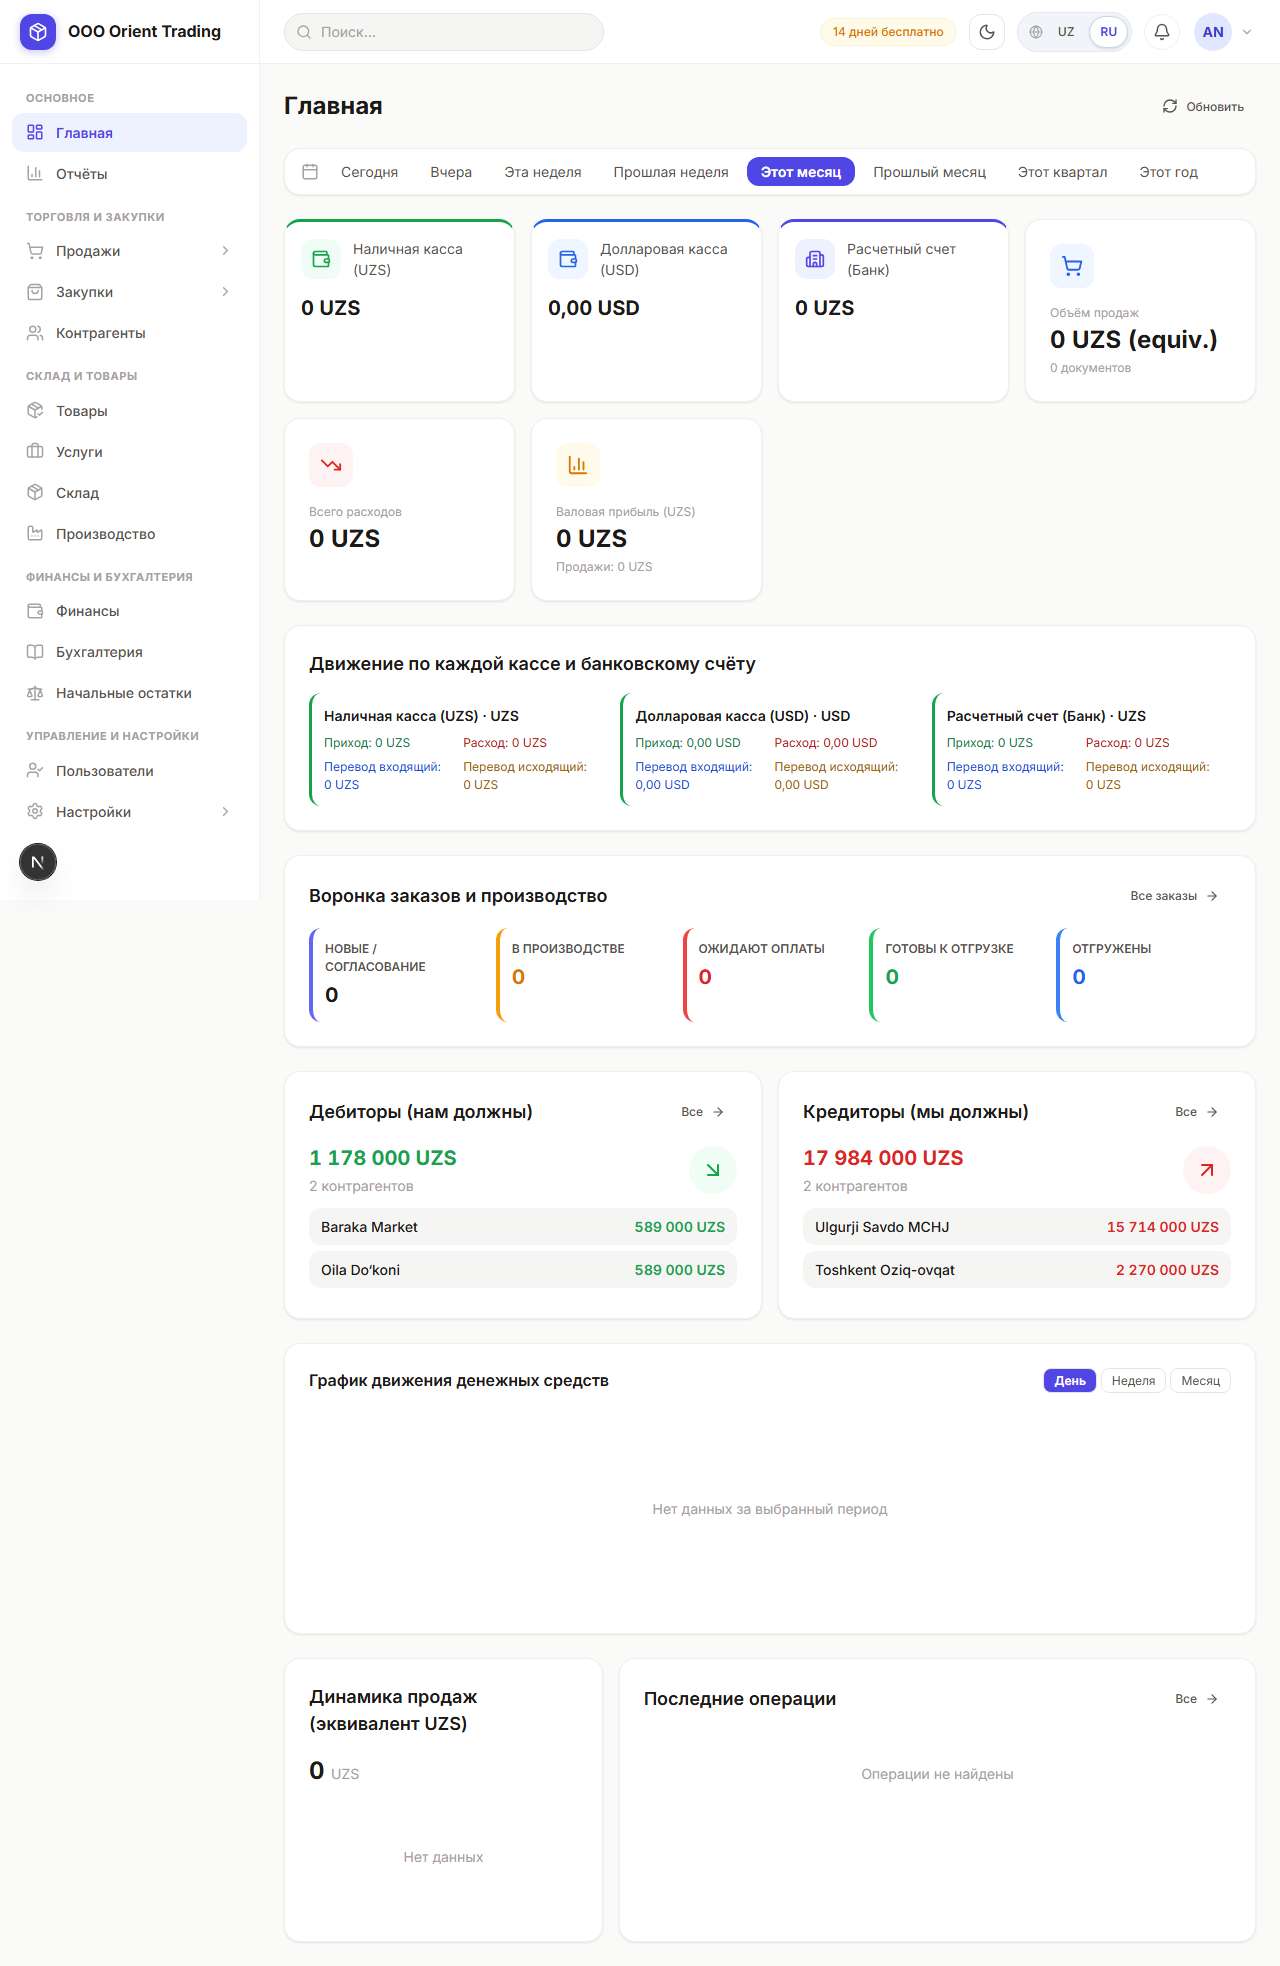 ООО Orient Trading
Поиск...
14 дней бесплатно
UZ
RU
AN
ОСНОВНОЕ
Главная
Отчёты
ТОРГОВЛЯ И ЗАКУПКИ
Продажи
Закупки
Контрагенты
СКЛАД И ТОВАРЫ
Товары
Услуги
Склад
Производство
ФИНАНСЫ И БУХГАЛТЕРИЯ
Финансы
Бухгалтерия
Начальные остатки
УПРАВЛЕНИЕ И НАСТРОЙКИ
Пользователи
Настройки
N
Главная
Обновить
Сегодня
Вчера
Эта неделя
Прошлая неделя
Этот месяц
Прошлый месяц
Этот квартал
Этот год
Наличная касса
(UZS)
0 UZS
Долларовая касса
(USD)
0,00 USD
Расчетный счет
(Банк)
0 UZS
Объём продаж
0 UZS (equiv.)
0 документов
Всего расходов
0 UZS
Валовая прибыль (UZS)
0 UZS
Продажи: 0 UZS
Движение по каждой кассе и банковскому счёту
Наличная касса (UZS) · UZS
Приход: 0 UZS
Расход: 0 UZS
Перевод входящий:
0 UZS
Перевод исходящий:
0 UZS
Долларовая касса (USD) · USD
Приход: 0,00 USD
Расход: 0,00 USD
Перевод входящий:
0,00 USD
Перевод исходящий:
0,00 USD
Расчетный счет (Банк) · UZS
Приход: 0 UZS
Расход: 0 UZS
Перевод входящий:
0 UZS
Перевод исходящий:
0 UZS
Воронка заказов и производство
Все заказы
НОВЫЕ /
СОГЛАСОВАНИЕ
0
В ПРОИЗВОДСТВЕ
0
ОЖИДАЮТ ОПЛАТЫ
0
ГОТОВЫ К ОТГРУЗКЕ
0
ОТГРУЖЕНЫ
0
Дебиторы (нам должны)
Все
1 178 000 UZS
2 контрагентов
Baraka Market
589 000 UZS
Oila Do‘koni
589 000 UZS
Кредиторы (мы должны)
Все
17 984 000 UZS
2 контрагентов
Ulgurji Savdo MCHJ
15 714 000 UZS
Toshkent Oziq-ovqat
2 270 000 UZS
График движения денежных средств
День
Неделя
Месяц
Нет данных за выбранный период
Динамика продаж
(эквивалент UZS)
0 UZS
Нет данных
Последние операции
Все
Операции не найдены